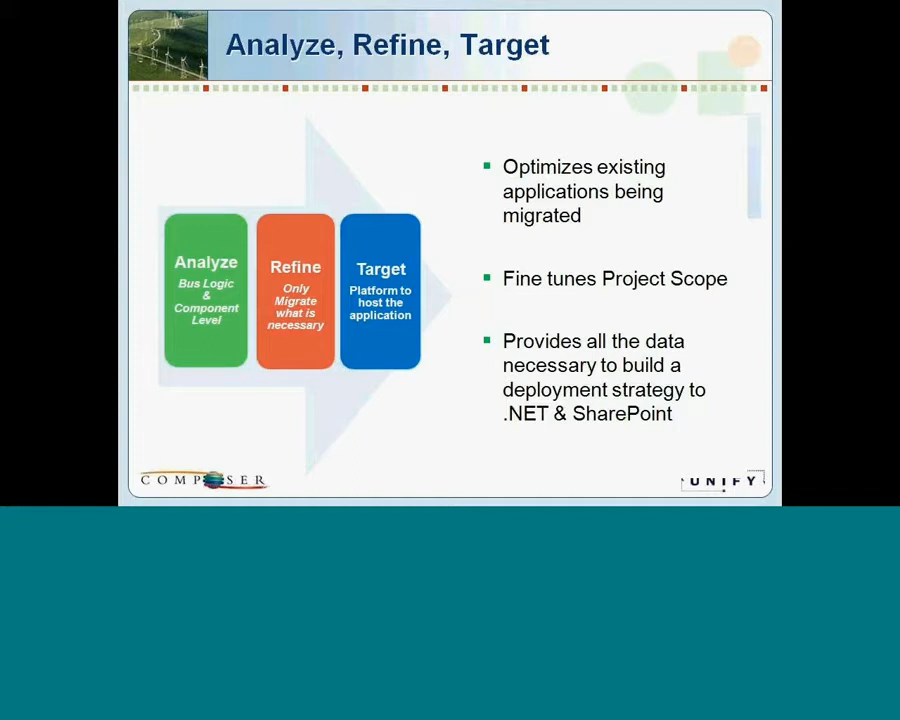 Analyze, Refine, Target
Analyze
Bus Logic
&
Component
Level
Refine
Only
Migrate
what is
necessary
Target
Platform to
host the
application
Optimizes existing
applications being
migrated
Fine tunes Project Scope
Provides all the data
necessary to build a
deployment strategy to
.NET & SharePoint
COMPOSER
UNIFY